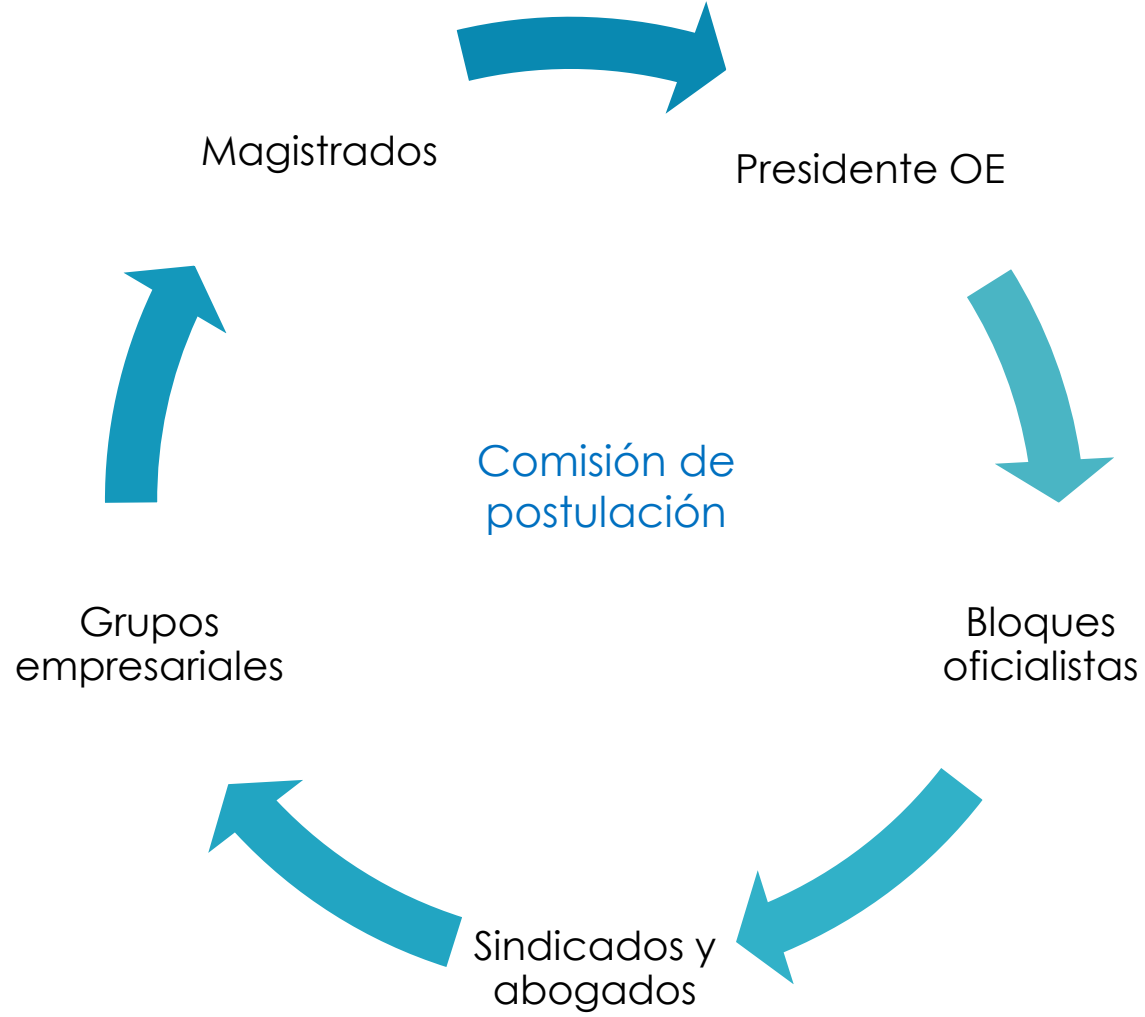 Magistrados
Presidente OE
Comisión de
postulación
Grupos
empresariales
Bloques
oficialistas
Sindicados y
abogados